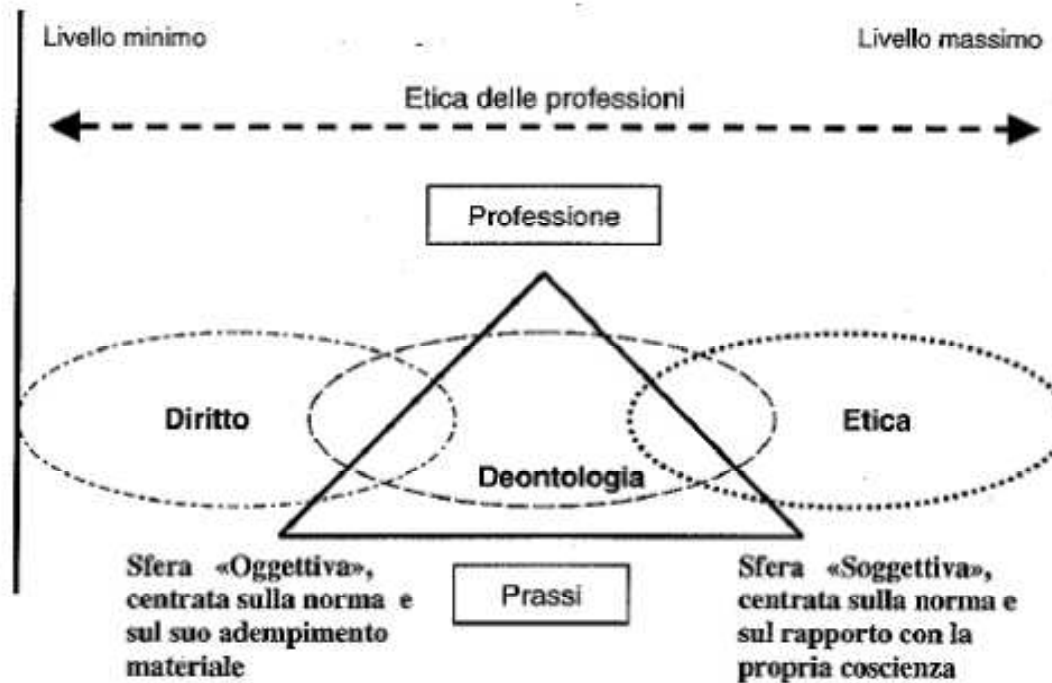 Livello minimo
Livello massimo
Etica delle professioni
Professione
Diritto
Etica
Deontologia
Sfera «Oggettiva»,
centrata sulla norma e
sul suo adempimento
materiale
Prassi
Sfera «Soggettiva»,
centrata sulla norma e
sul rapporto con la
propria coscienza